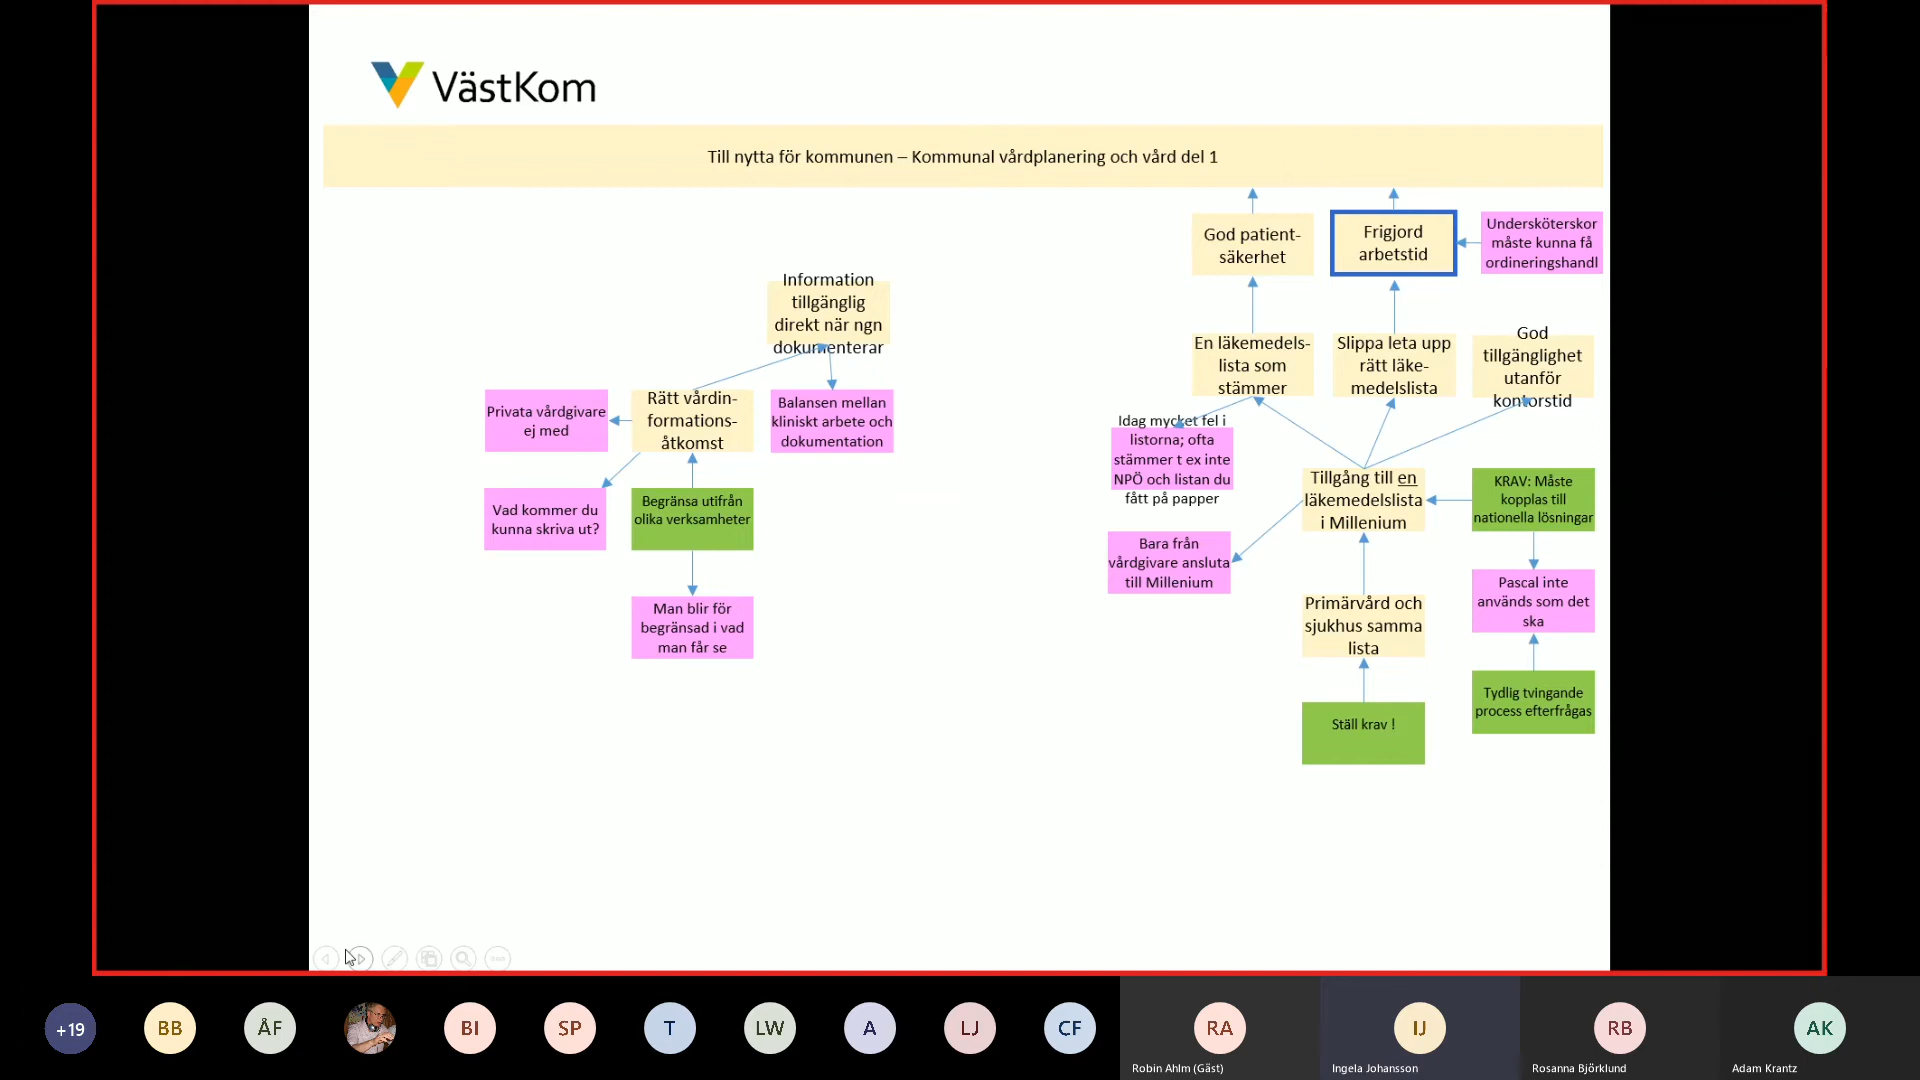 VästKom
Till nytta för kommunen – Kommunal vårdplanering och vård del 1
God patient-
säkerhet
Frigjord
arbetstid
Undersköterskor
måste kunna få
ordineringshandl
Information
tillgänglig
direkt när ngn
dokumenterar
En läkemedels-
lista som
stämmer
Slippa leta upp
rätt läke-
medelslista
God
tillgänglighet
utanför
kontorstid
Privata vårdgivare
ej med
Rätt vårdin-
formations-
åtkomst
Balansen mellan
kliniskt arbete och
dokumentation
Idag mycket fel i
listorna; ofta
stämmer t ex inte
NPÖ och listan du
fått på papper
Tillgång till en
läkemedelslista
i Millenium
KRAV: Måste
kopplas till
nationella lösningar
Vad kommer du
kunna skriva ut?
Begränsa utifrån
olika verksamheter
Bara från
vårdgivare ansluta
till Millenium
Pascal inte
används som det
ska
Man blir för
begränsad i vad
man får se
Primärvård och
sjukhus samma
lista
Tydlig tvingande
process efterfrågas
Ställ krav !
+19
BB
ÅF
BI
SP
T
LW
A
LJ
CF
RA
IJ
RB
AK
Robin Ahlm (Gäst)
Ingela Johansson
Rosanna Björklund
Adam Krantz